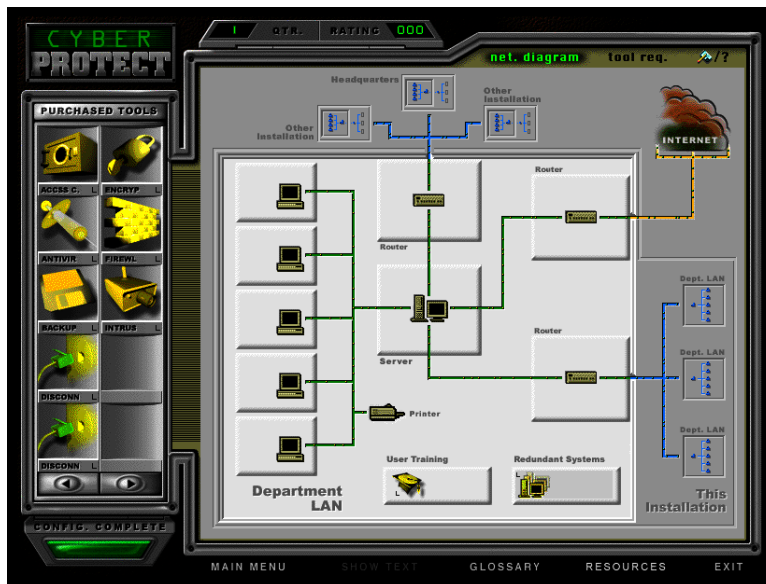 CYBER
PROTECT
1 QTR. RATING 000
net. diagram tool req. /?
PURCHASED TOOLS
ACCSS C. L ENCRYP L
ANTIVIR L FIREWL L
BACKUP L INTRUS L
DISCONN L
DISCONN L
CONFIG. COMPLETE
Headquarters
Other
Installation
Other
Installation
INTERNET
Router
Router
Dept. LAN
Server
Router
Dept. LAN
Printer
Dept. LAN
User Training
L
Redundant Systems
L
Department
LAN
This
Installation
MAIN MENU SHOW TEXT GLOSSARY RESOURCES EXIT